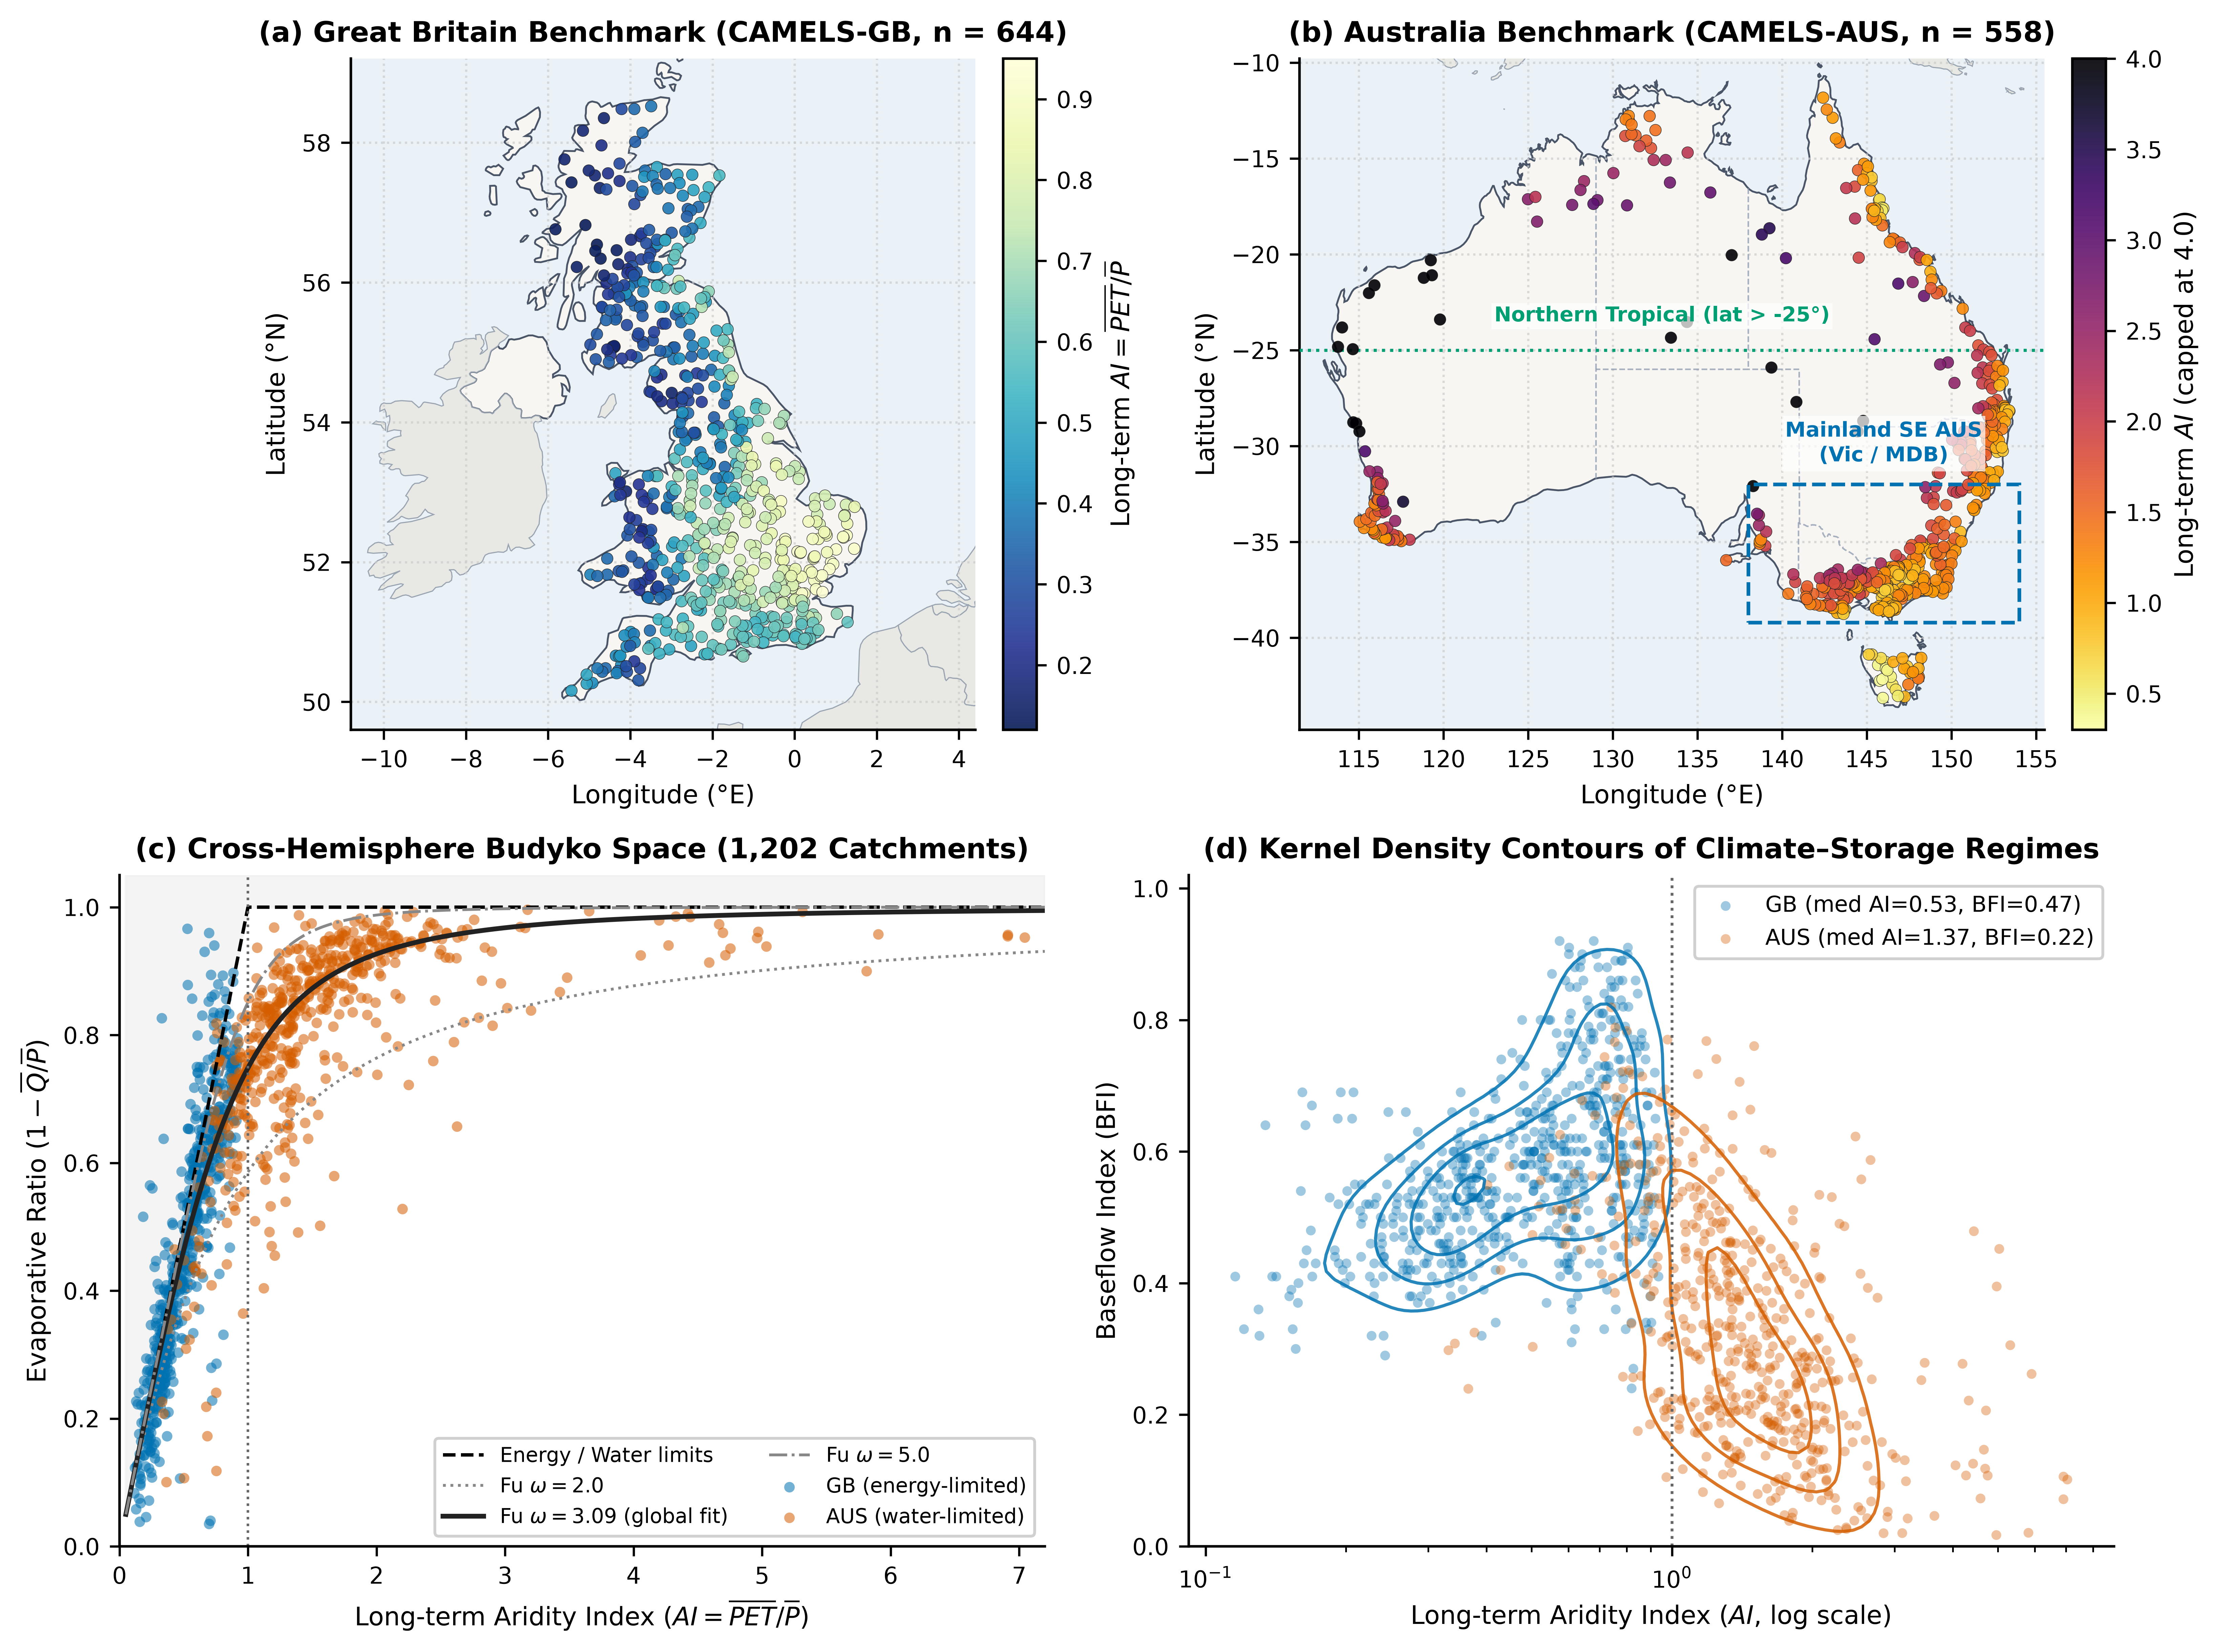 (a) Great Britain Benchmark (CAMELS-GB, n = 644)
58
56
54
52
50
Latitude (°N)
−10
−8
−6
−4
−2
0
2
4
Longitude (°E)
0.9
0.8
0.7
0.6
0.5
0.4
0.3
0.2
Long-term AI = P̅E̅T̅/P̅
(b) Australia Benchmark (CAMELS-AUS, n = 558)
−10
−15
−20
−25
−30
−35
−40
Latitude (°N)
Northern Tropical (lat > -25°)
Mainland SE AUS
(Vic / MDB)
115
120
125
130
135
140
145
150
155
Longitude (°E)
4.0
3.5
3.0
2.5
2.0
1.5
1.0
0.5
Long-term AI (capped at 4.0)
(c) Cross-Hemisphere Budyko Space (1,202 Catchments)
1.0
0.8
0.6
0.4
0.2
0.0
Evaporative Ratio (1 − Q̅/P̅)
Energy / Water limits
Fu ω = 2.0
Fu ω = 3.09 (global fit)
Fu ω = 5.0
GB (energy-limited)
AUS (water-limited)
0
1
2
3
4
5
6
7
Long-term Aridity Index (AI = P̅E̅T̅/P̅)
(d) Kernel Density Contours of Climate–Storage Regimes
1.0
0.8
0.6
0.4
0.2
0.0
Baseflow Index (BFI)
GB (med AI=0.53, BFI=0.47)
AUS (med AI=1.37, BFI=0.22)
10⁻¹
10⁰
Long-term Aridity Index (AI, log scale)